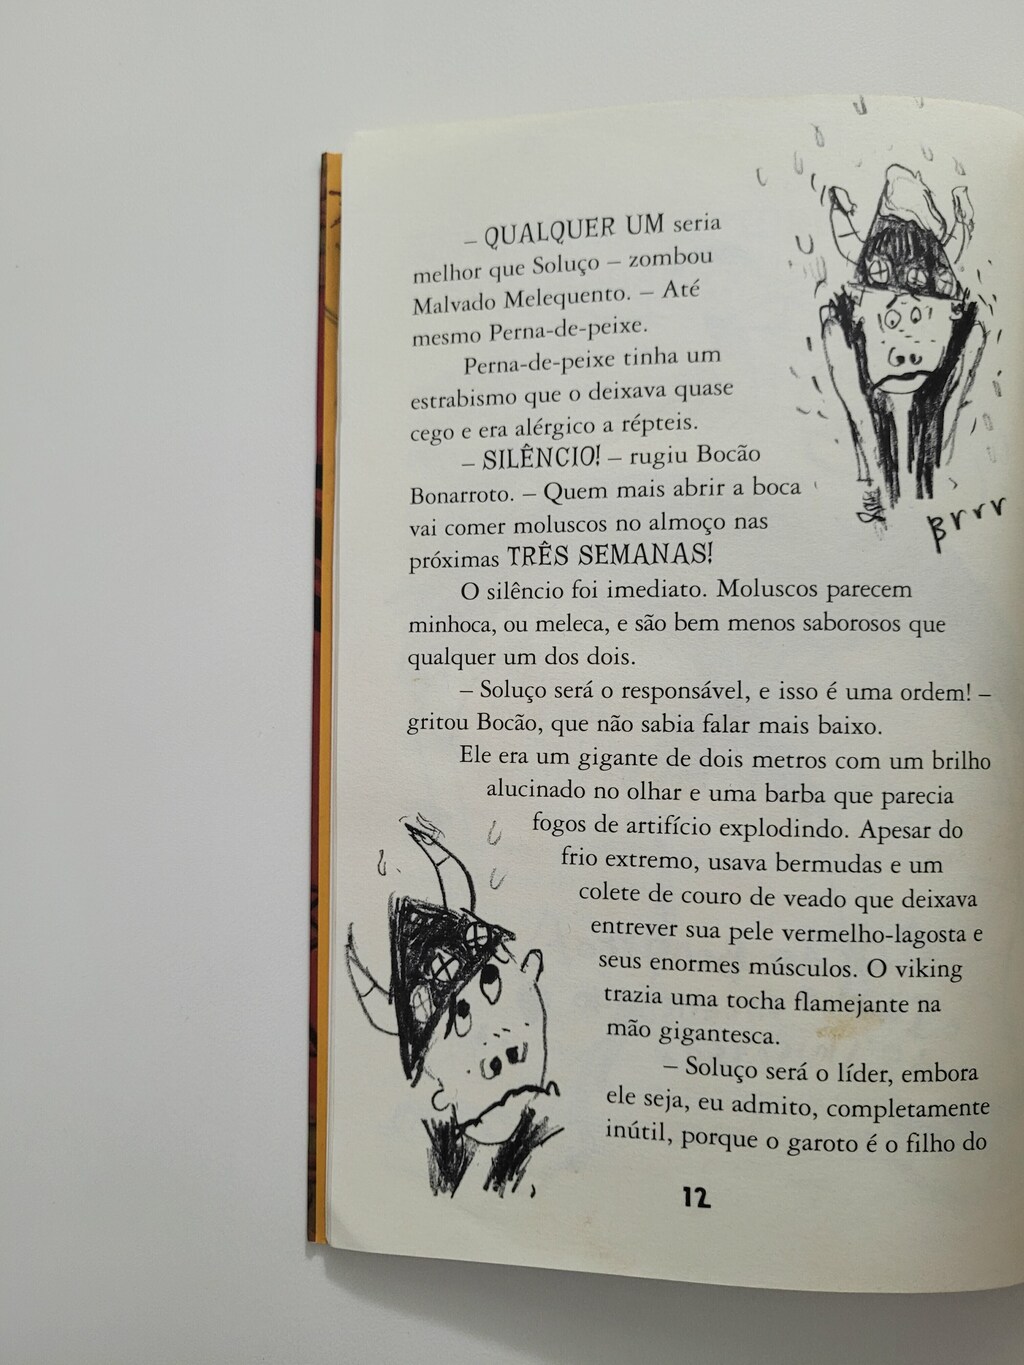 – QUALQUER UM seria
melhor que Soluço – zombou
Malvado Melequento. – Até
mesmo Perna-de-peixe.
Perna-de-peixe tinha um
estrabismo que o deixava quase
cego e era alérgico a répteis.
– SILÊNCIO! – rugiu Bocão
Bonarroto. – Quem mais abrir a boca
vai comer moluscos no almoço nas
próximas TRÊS SEMANAS!
Brrr
O silêncio foi imediato. Moluscos parecem
minhoca, ou meleca, e são bem menos saborosos que
qualquer um dos dois.
– Soluço será o responsável, e isso é uma ordem! –
gritou Bocão, que não sabia falar mais baixo.
Ele era um gigante de dois metros com um brilho
alucinado no olhar e uma barba que parecia
fogos de artifício explodindo. Apesar do
frio extremo, usava bermudas e um
colete de couro de veado que deixava
entrever sua pele vermelho-lagosta e
seus enormes músculos. O viking
trazia uma tocha flamejante na
mão gigantesca.
– Soluço será o líder, embora
ele seja, eu admito, completamente
inútil, porque o garoto é o filho do
12